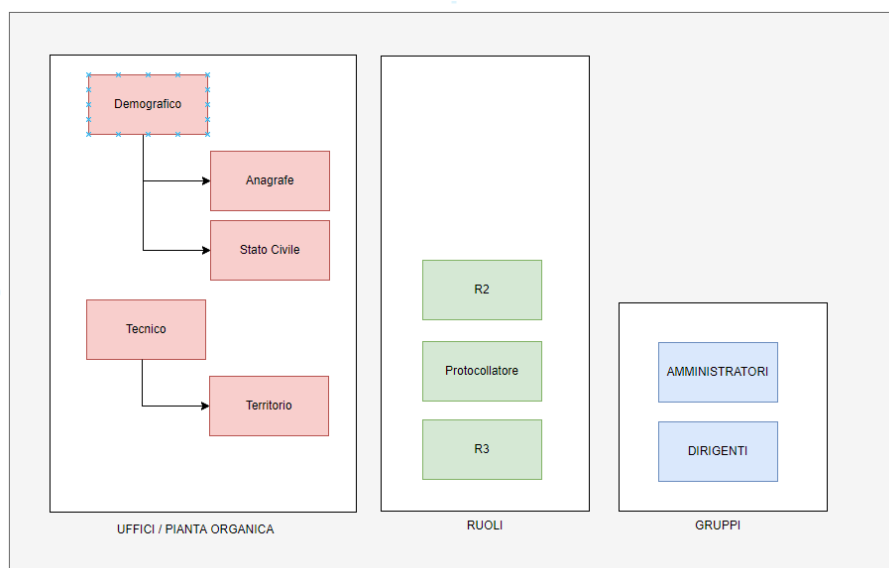 Demografico
Anagrafe
Stato Civile
Tecnico
Territorio
UFFICI / PIANTA ORGANICA
R2
Protocollatore
R3
RUOLI
AMMINISTRATORI
DIRIGENTI
GRUPPI